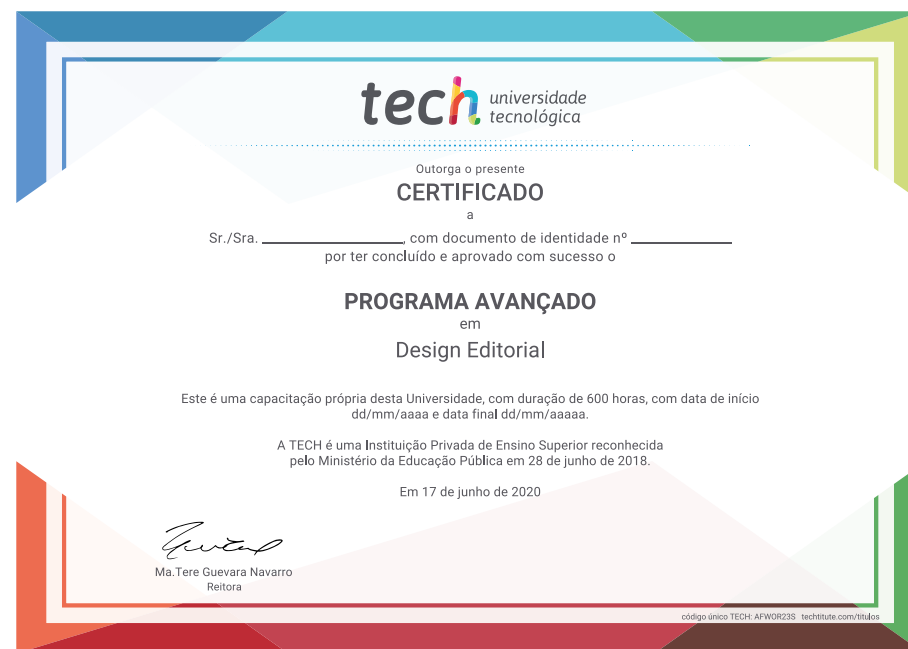 tech universidade
tecnológica
Outorga o presente
CERTIFICADO
a
Sr./Sra. ____________, com documento de identidade nº ____________
por ter concluído e aprovado com sucesso o
PROGRAMA AVANÇADO
em
Design Editorial
Este é uma capacitação própria desta Universidade, com duração de 600 horas, com data de início
dd/mm/aaaa e data final dd/mm/aaaaa.
A TECH é uma Instituição Privada de Ensino Superior reconhecida
pelo Ministério da Educação Pública em 28 de junho de 2018.
Em 17 de junho de 2020
Ma.Tere Guevara Navarro
Reitora
código único TECH: AFWOR23S techtitute.com/titulos